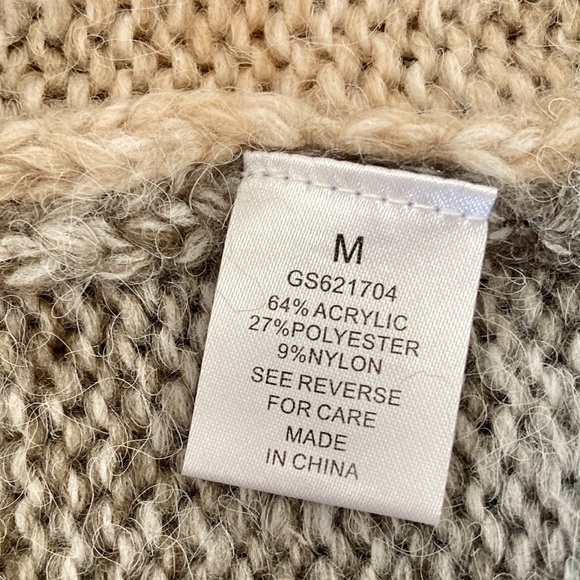 M
GS621704
64% ACRYLIC
27%POLYESTER
9%NYLON
SEE REVERSE
FOR CARE
MADE
IN CHINA